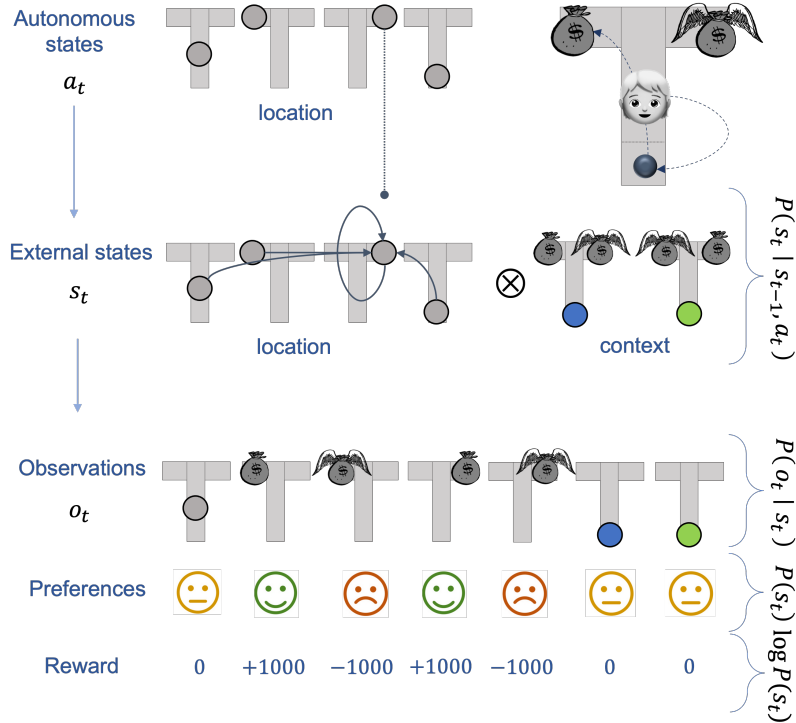 Autonomous
states
a_t
location
External states
s_t
location
context
P(s_t | s_{t-1}, a_t)
Observations
o_t
P(o_t | s_t)
Preferences
P(s_t)
Reward
0
+1000
−1000
+1000
−1000
0
0
log P(s_t)
$
$
$
$
$
$